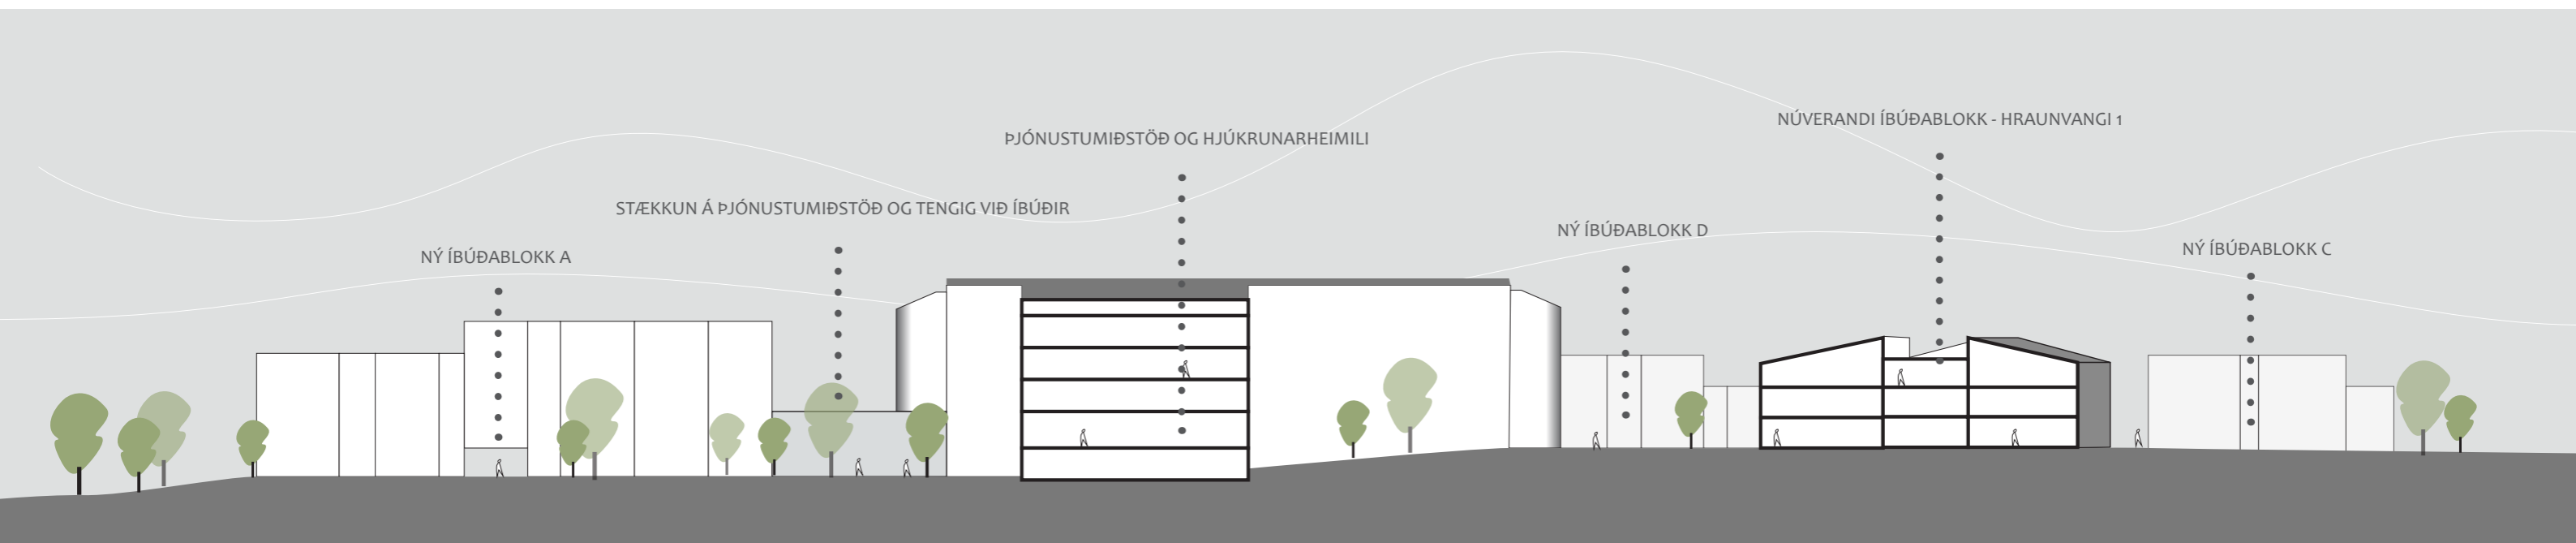 NÝ ÍBÚÐABLOKK A
STÆKKUN Á ÞJÓNUSTUMIÐSTÖÐ OG TENGIG VIÐ ÍBÚÐIR
ÞJÓNUSTUMIÐSTÖÐ OG HJÚKRUNARHEIMILI
NÝ ÍBÚÐABLOKK D
NÚVERANDI ÍBÚÐABLOKK - HRAUNVANGI 1
NÝ ÍBÚÐABLOKK C